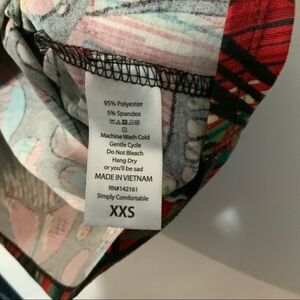 95% Polyester
5% Spandex
Machine Wash Cold
Gentle Cycle
Do Not Bleach
Hang Dry
or you'll be sad
MADE IN VIETNAM
RN#142161
Simply Comfortable
XXS